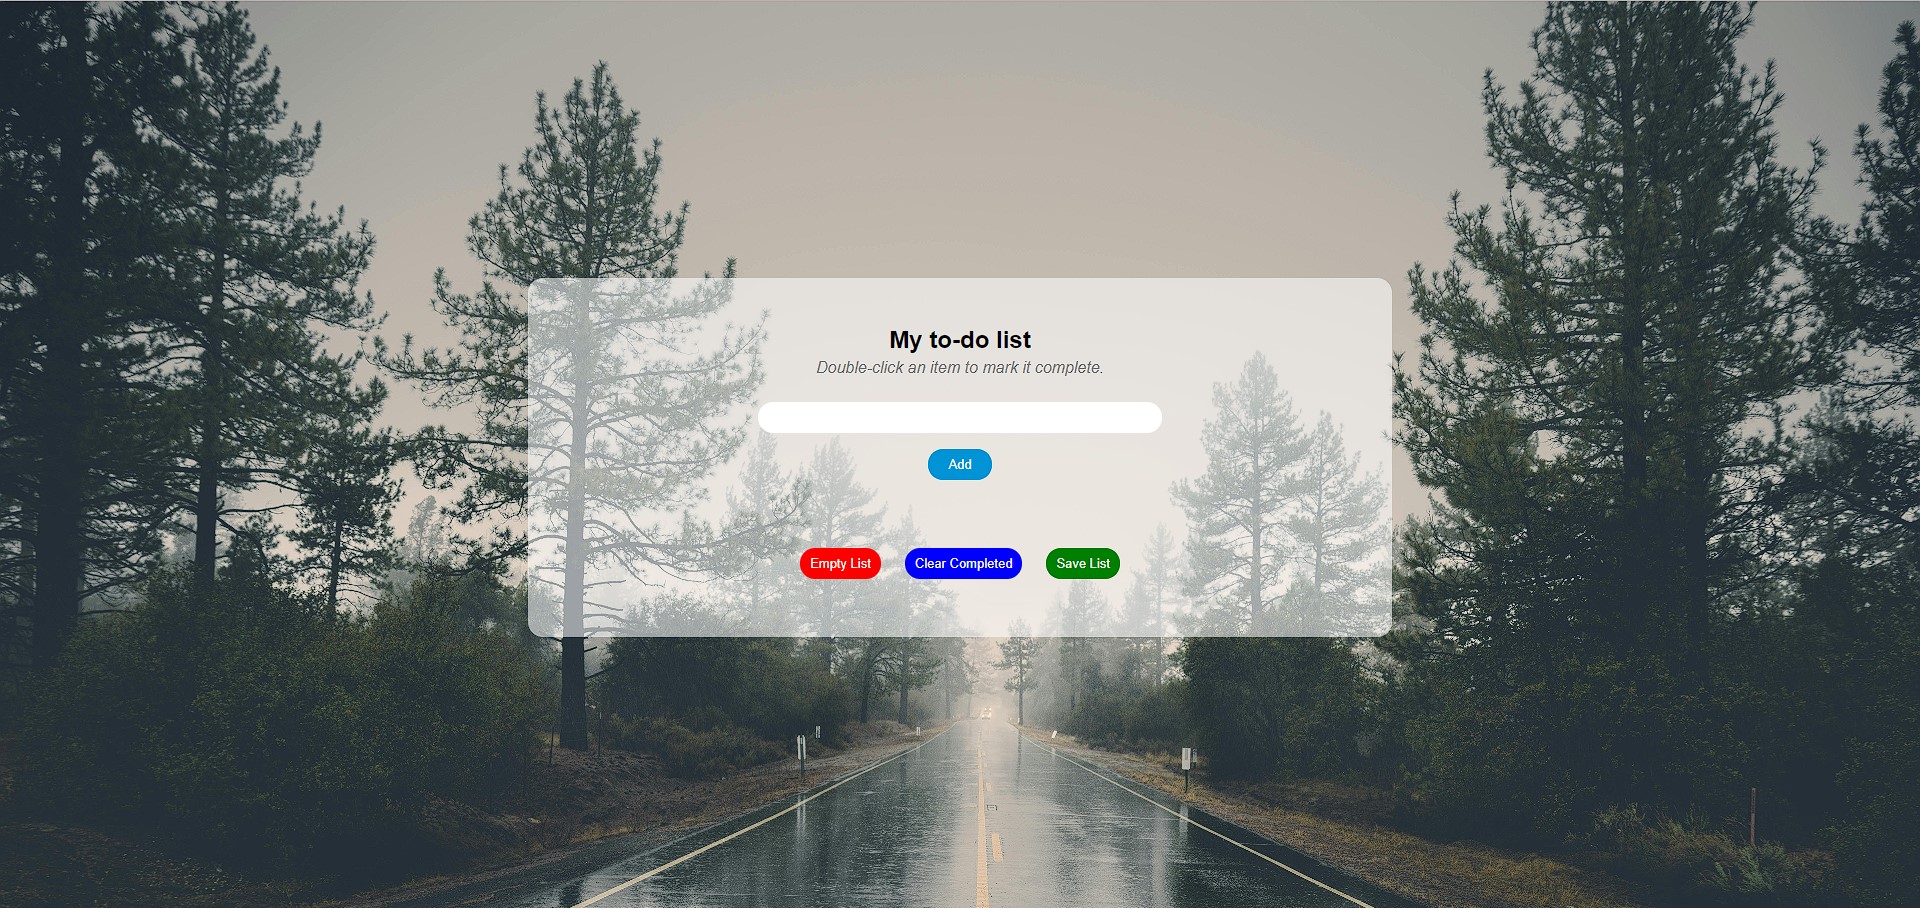 My to-do list
Double-click an item to mark it complete.
Add
Empty List Clear Completed Save List